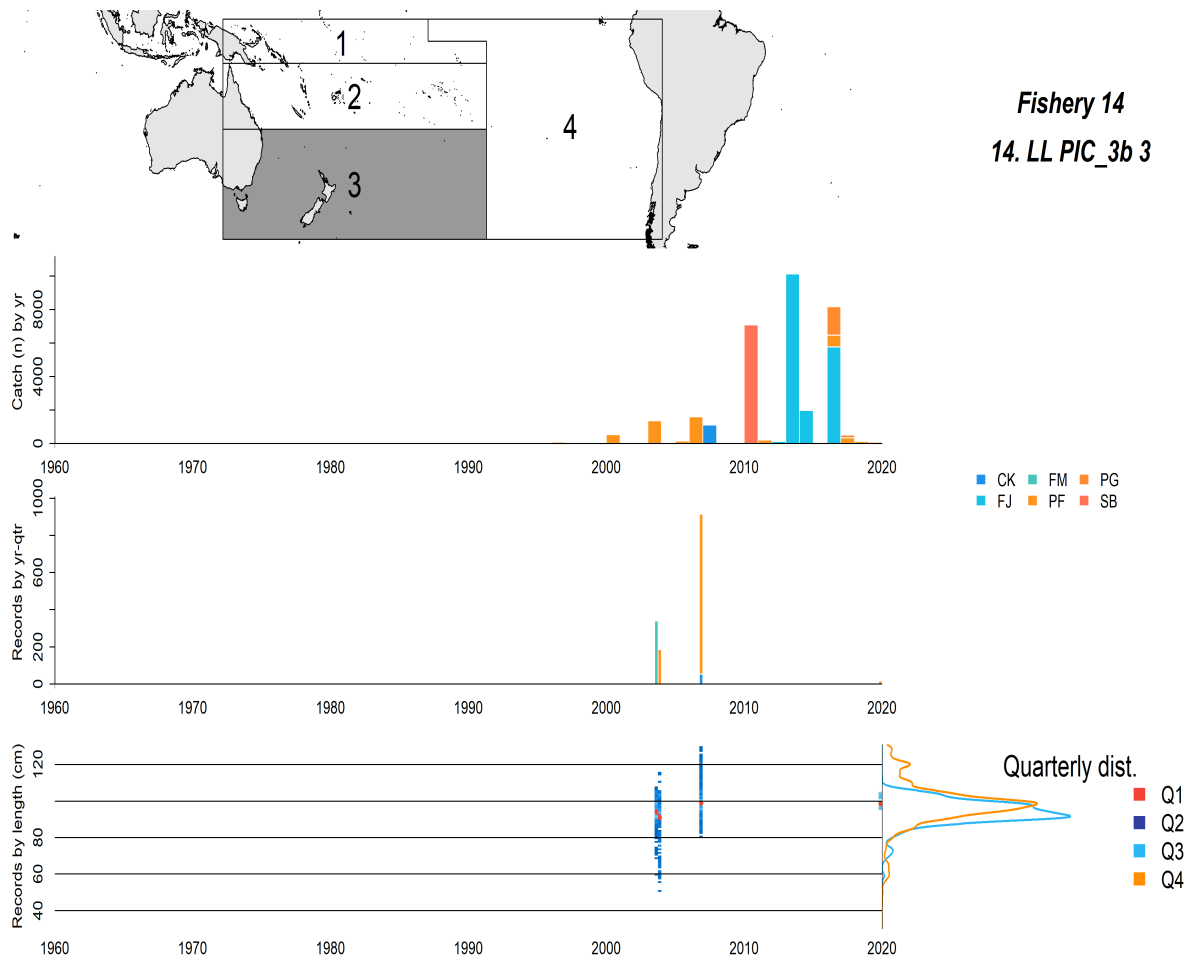 1
2
3
4
Fishery 14
14. LL PIC_3b 3
Catch (n) by yr
0 4000 8000
1960 1970 1980 1990 2000 2010 2020
CK FM PG
FJ PF SB
Records by yr-qtr
0 200 600 1000
1960 1970 1980 1990 2000 2010 2020
Records by length (cm)
40 60 80 120
1960 1970 1980 1990 2000 2010 2020
Quarterly dist.
Q1
Q2
Q3
Q4